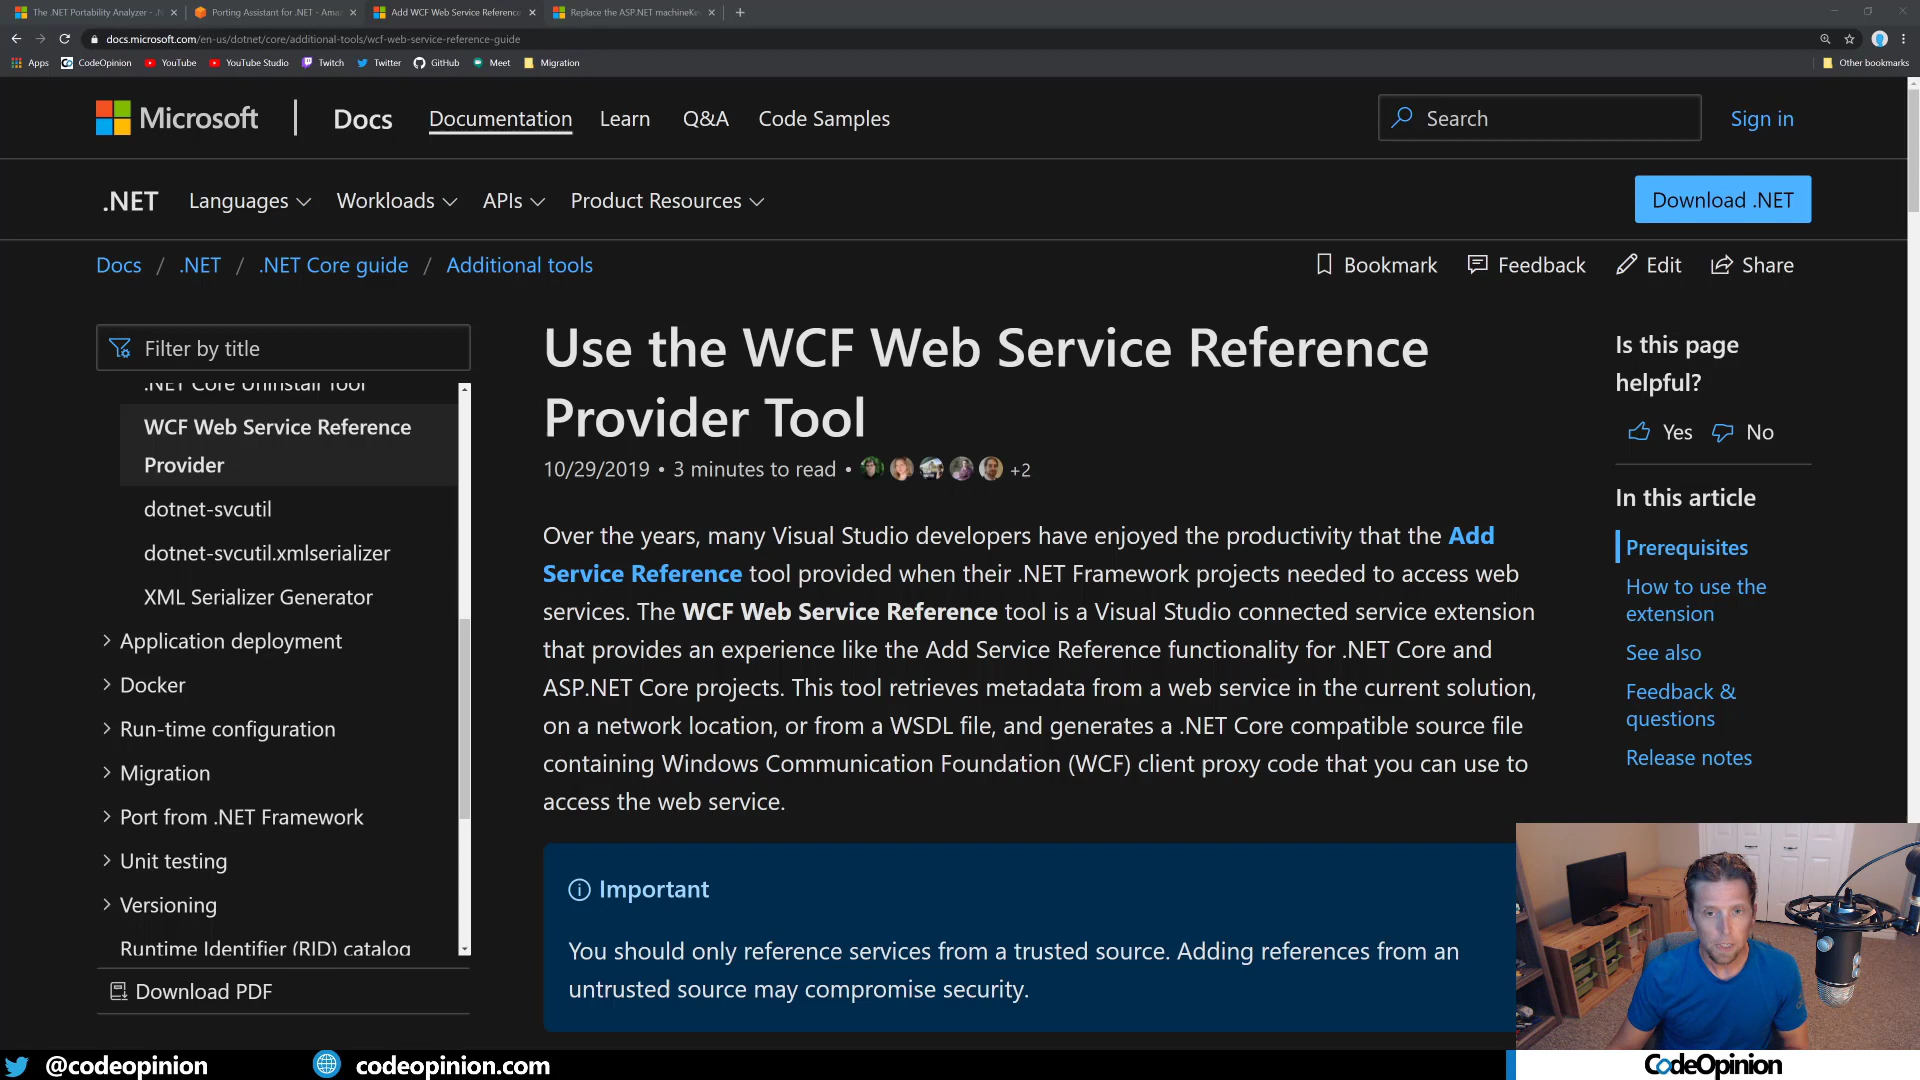 The .NET Portability Analyzer - .N
Porting Assistant for .NET - Ama
Add WCF Web Service Reference
Replace the ASP.NET machineKe
docs.microsoft.com/en-us/dotnet/core/additional-tools/wcf-web-service-reference-guide
Apps
CodeOpinion
YouTube
YouTube Studio
Twitch
Twitter
GitHub
Meet
Migration
Other bookmarks
Microsoft
Docs
Documentation
Learn
Q&A
Code Samples
Search
Sign in
.NET
Languages
Workloads
APIs
Product Resources
Download .NET
Docs / .NET / .NET Core guide / Additional tools
Bookmark
Feedback
Edit
Share
Filter by title
.NET Core Uninstall Tool
WCF Web Service Reference
Provider
dotnet-svcutil
dotnet-svcutil.xmlserializer
XML Serializer Generator
Application deployment
Docker
Run-time configuration
Migration
Port from .NET Framework
Unit testing
Versioning
Runtime Identifier (RID) catalog
Download PDF
Use the WCF Web Service Reference
Provider Tool
10/29/2019 • 3 minutes to read • +2
Over the years, many Visual Studio developers have enjoyed the productivity that the Add
Service Reference tool provided when their .NET Framework projects needed to access web
services. The WCF Web Service Reference tool is a Visual Studio connected service extension
that provides an experience like the Add Service Reference functionality for .NET Core and
ASP.NET Core projects. This tool retrieves metadata from a web service in the current solution,
on a network location, or from a WSDL file, and generates a .NET Core compatible source file
containing Windows Communication Foundation (WCF) client proxy code that you can use to
access the web service.
Important
You should only reference services from a trusted source. Adding references from an
untrusted source may compromise security.
Is this page
helpful?
Yes
No
In this article
Prerequisites
How to use the
extension
See also
Feedback &
questions
Release notes
@codeopinion
codeopinion.com
CodeOpinion